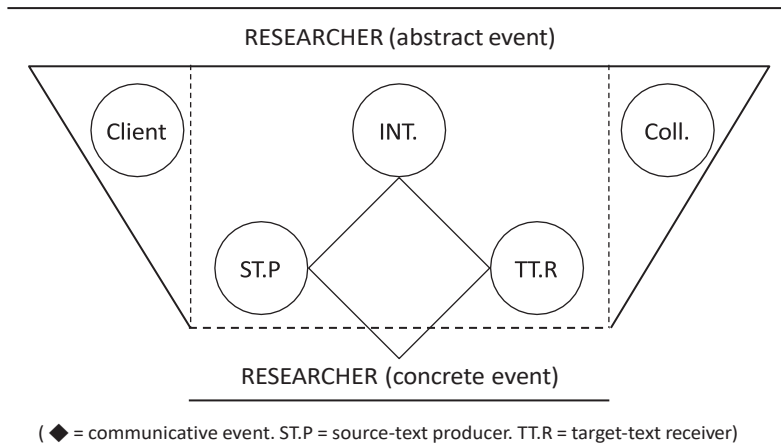 RESEARCHER (abstract event)
Client
INT.
Coll.
ST.P
TT.R
RESEARCHER (concrete event)
( ◆ = communicative event. ST.P = source-text producer. TT.R = target-text receiver)